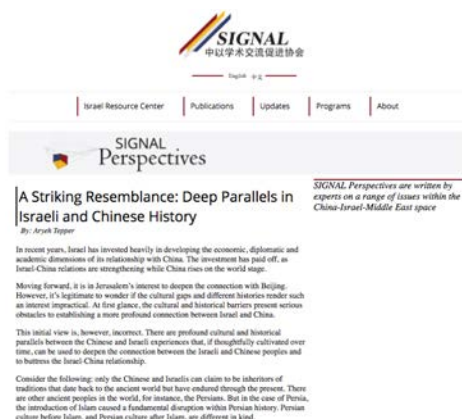 SIGNAL
中以学术交流促进协会
English 中文
Israel Resource Center Publications Updates Programs About
SIGNAL
Perspectives
A Striking Resemblance: Deep Parallels in
Israeli and Chinese History
By: Aryeh Tepper
SIGNAL Perspectives are written by
experts on a range of issues within the
China-Israel-Middle East space
In recent years, Israel has invested heavily in developing the economic, diplomatic and
academic dimensions of its relationship with China. The investment has paid off, as
Israel-China relations are strengthening while China rises on the world stage.
Moving forward, it is in Jerusalem's interest to deepen the connection with Beijing.
However, it's legitimate to wonder if the cultural gaps and different histories render such
an interest impractical. At first glance, the cultural and historical barriers present serious
obstacles to establishing a more profound connection between Israel and China.
This initial view is, however, incorrect. There are profound cultural and historical
parallels between the Chinese and Israeli experiences that, if thoughtfully cultivated over
time, can be used to deepen the connection between the Israeli and Chinese peoples and
to buttress the Israel-China relationship.
Consider the following: only the Chinese and Israelis can claim to be inheritors of
traditions that date back to the ancient world but have endured through the present. There
are other ancient peoples in the world, for instance, the Persians. But in the case of Persia,
the introduction of Islam caused a fundamental disruption within Persian history. Persian
culture before Islam, and Persian culture after Islam, are different in kind.